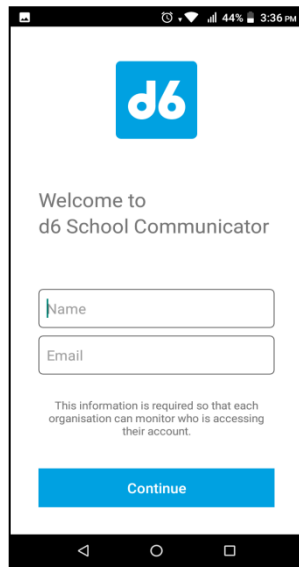 44% 3:36 PM
d6
Welcome to
d6 School Communicator
Name
Email
This information is required so that each
organisation can monitor who is accessing
their account.
Continue